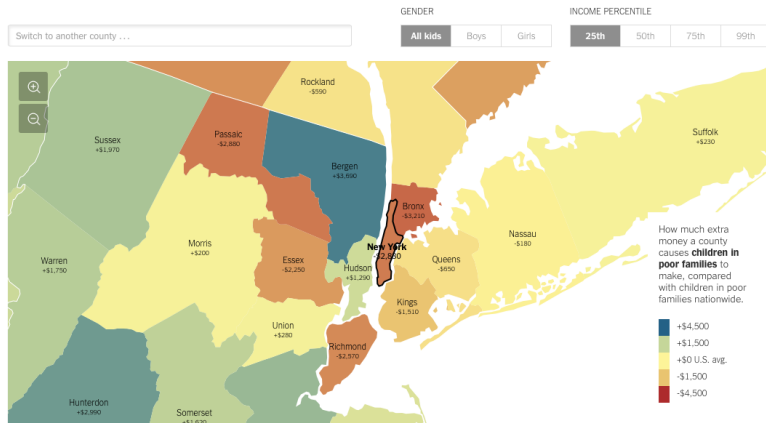 GENDER
INCOME PERCENTILE
Switch to another county ...
All kids
Boys
Girls
25th
50th
75th
99th
Rockland
-$590
Suffolk
+$230
Passaic
-$2,880
Sussex
+$1,970
Bergen
+$3,690
Bronx
-$3,210
How much extra
money a county
causes children in
poor families to
make, compared
with children in poor
families nationwide.
Nassau
-$180
Morris
+$200
New York
Warren
+$1,750
Essex
-$2,250
Hudson
+$1,290
Queens
-$650
Kings
-$1,510
Union
+$280
Richmond
-$2,570
+$4,500
+$1,500
+$0 U.S. avg.
-$1,500
-$4,500
Hunterdon
+$2,990
Somerset